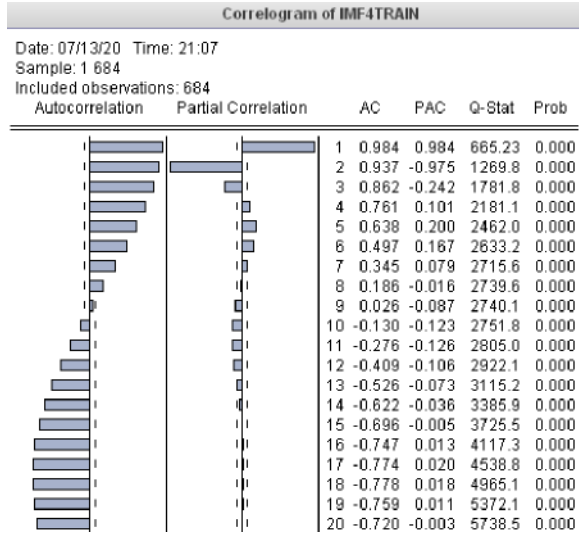 Correlogram of IMF4TRAIN
Date: 07/13/20 Time: 21:07
Sample: 1 684
Included observations: 684
Autocorrelation Partial Correlation AC PAC Q-Stat Prob
1 0.984 0.984 665.23 0.000
2 0.937 -0.975 1269.8 0.000
3 0.862 -0.242 1781.8 0.000
4 0.761 0.101 2181.1 0.000
5 0.638 0.200 2462.0 0.000
6 0.497 0.167 2633.2 0.000
7 0.345 0.079 2715.6 0.000
8 0.186 -0.016 2739.6 0.000
9 0.026 -0.087 2740.1 0.000
10 -0.130 -0.123 2751.8 0.000
11 -0.276 -0.126 2805.0 0.000
12 -0.409 -0.106 2922.1 0.000
13 -0.526 -0.073 3115.2 0.000
14 -0.622 -0.036 3385.9 0.000
15 -0.696 -0.005 3725.5 0.000
16 -0.747 0.013 4117.3 0.000
17 -0.774 0.020 4538.8 0.000
18 -0.778 0.018 4965.1 0.000
19 -0.759 0.011 5372.1 0.000
20 -0.720 -0.003 5738.5 0.000